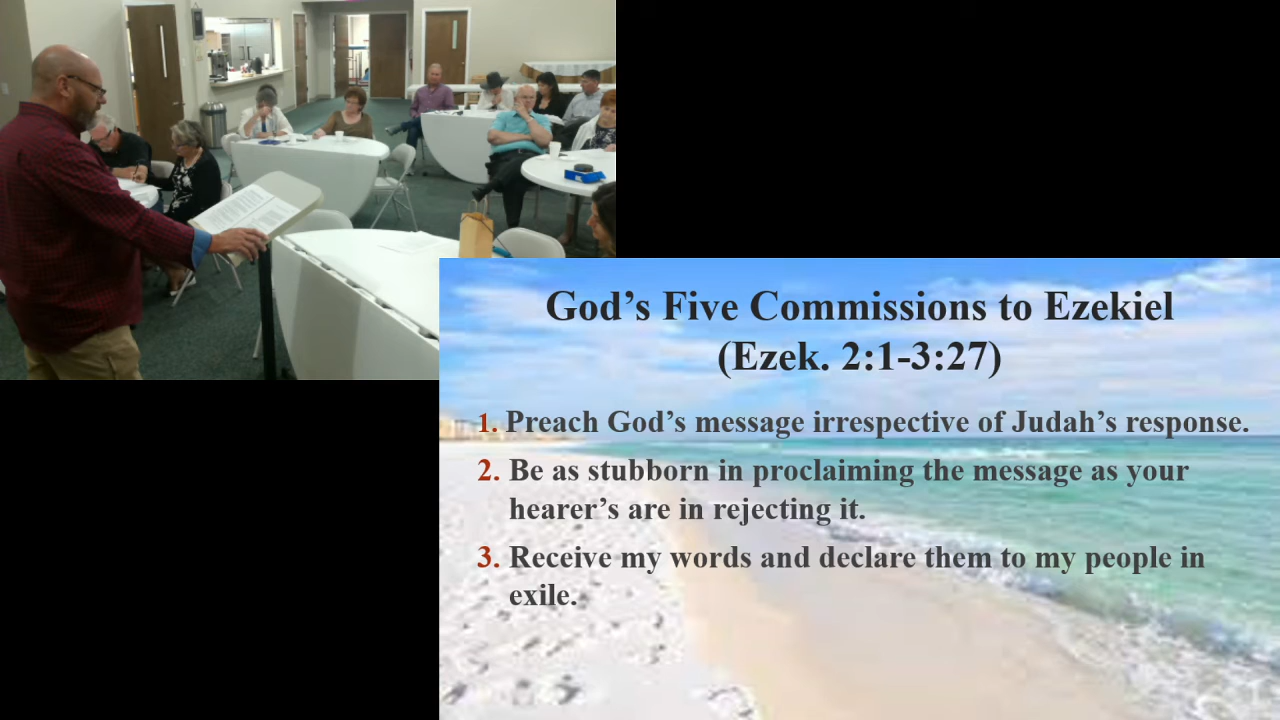 God’s Five Commissions to Ezekiel
(Ezek. 2:1-3:27)
1. Preach God’s message irrespective of Judah’s response.
2. Be as stubborn in proclaiming the message as your
hearer’s are in rejecting it.
3. Receive my words and declare them to my people in
exile.